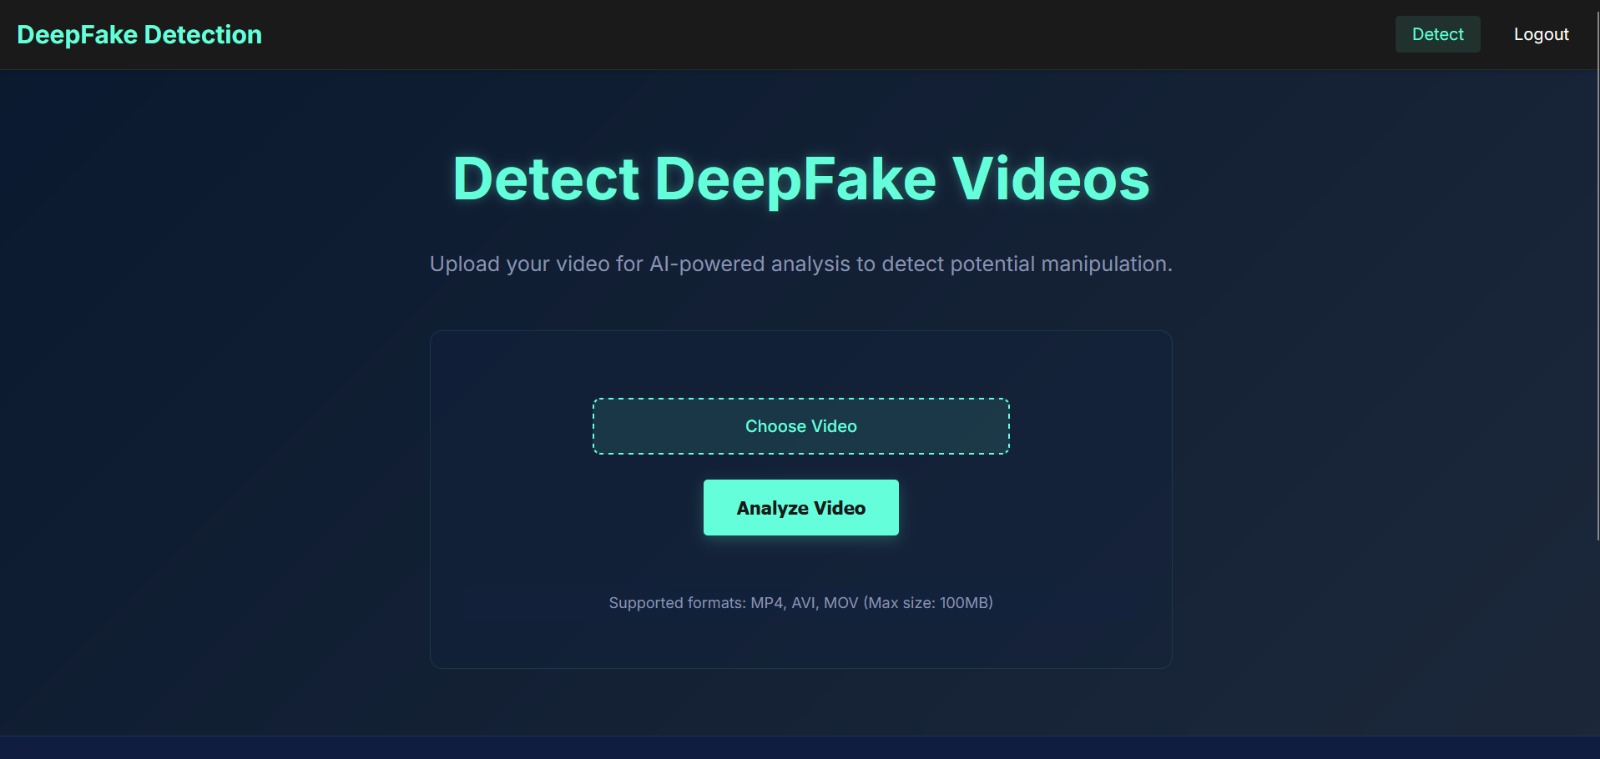 DeepFake Detection
Detect
Logout
Detect DeepFake Videos
Upload your video for AI-powered analysis to detect potential manipulation.
Choose Video
Analyze Video
Supported formats: MP4, AVI, MOV (Max size: 100MB)